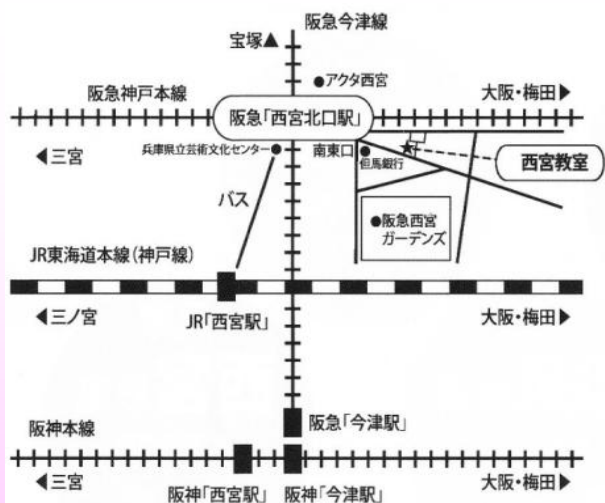 阪急今津線
宝塚▲
●アクタ西宮
阪急神戸本線
大阪・梅田▶
阪急「西宮北口駅」
◀三宮
兵庫県立芸術文化センター●
南東口
但馬銀行
西宮教室
バス
●阪急西宮
ガーデンズ
JR東海道本線(神戸線)
◀三ノ宮
JR「西宮駅」
大阪・梅田▶
阪急「今津駅」
阪神本線
◀三宮
阪神「西宮駅」
阪神「今津駅」
大阪・梅田▶